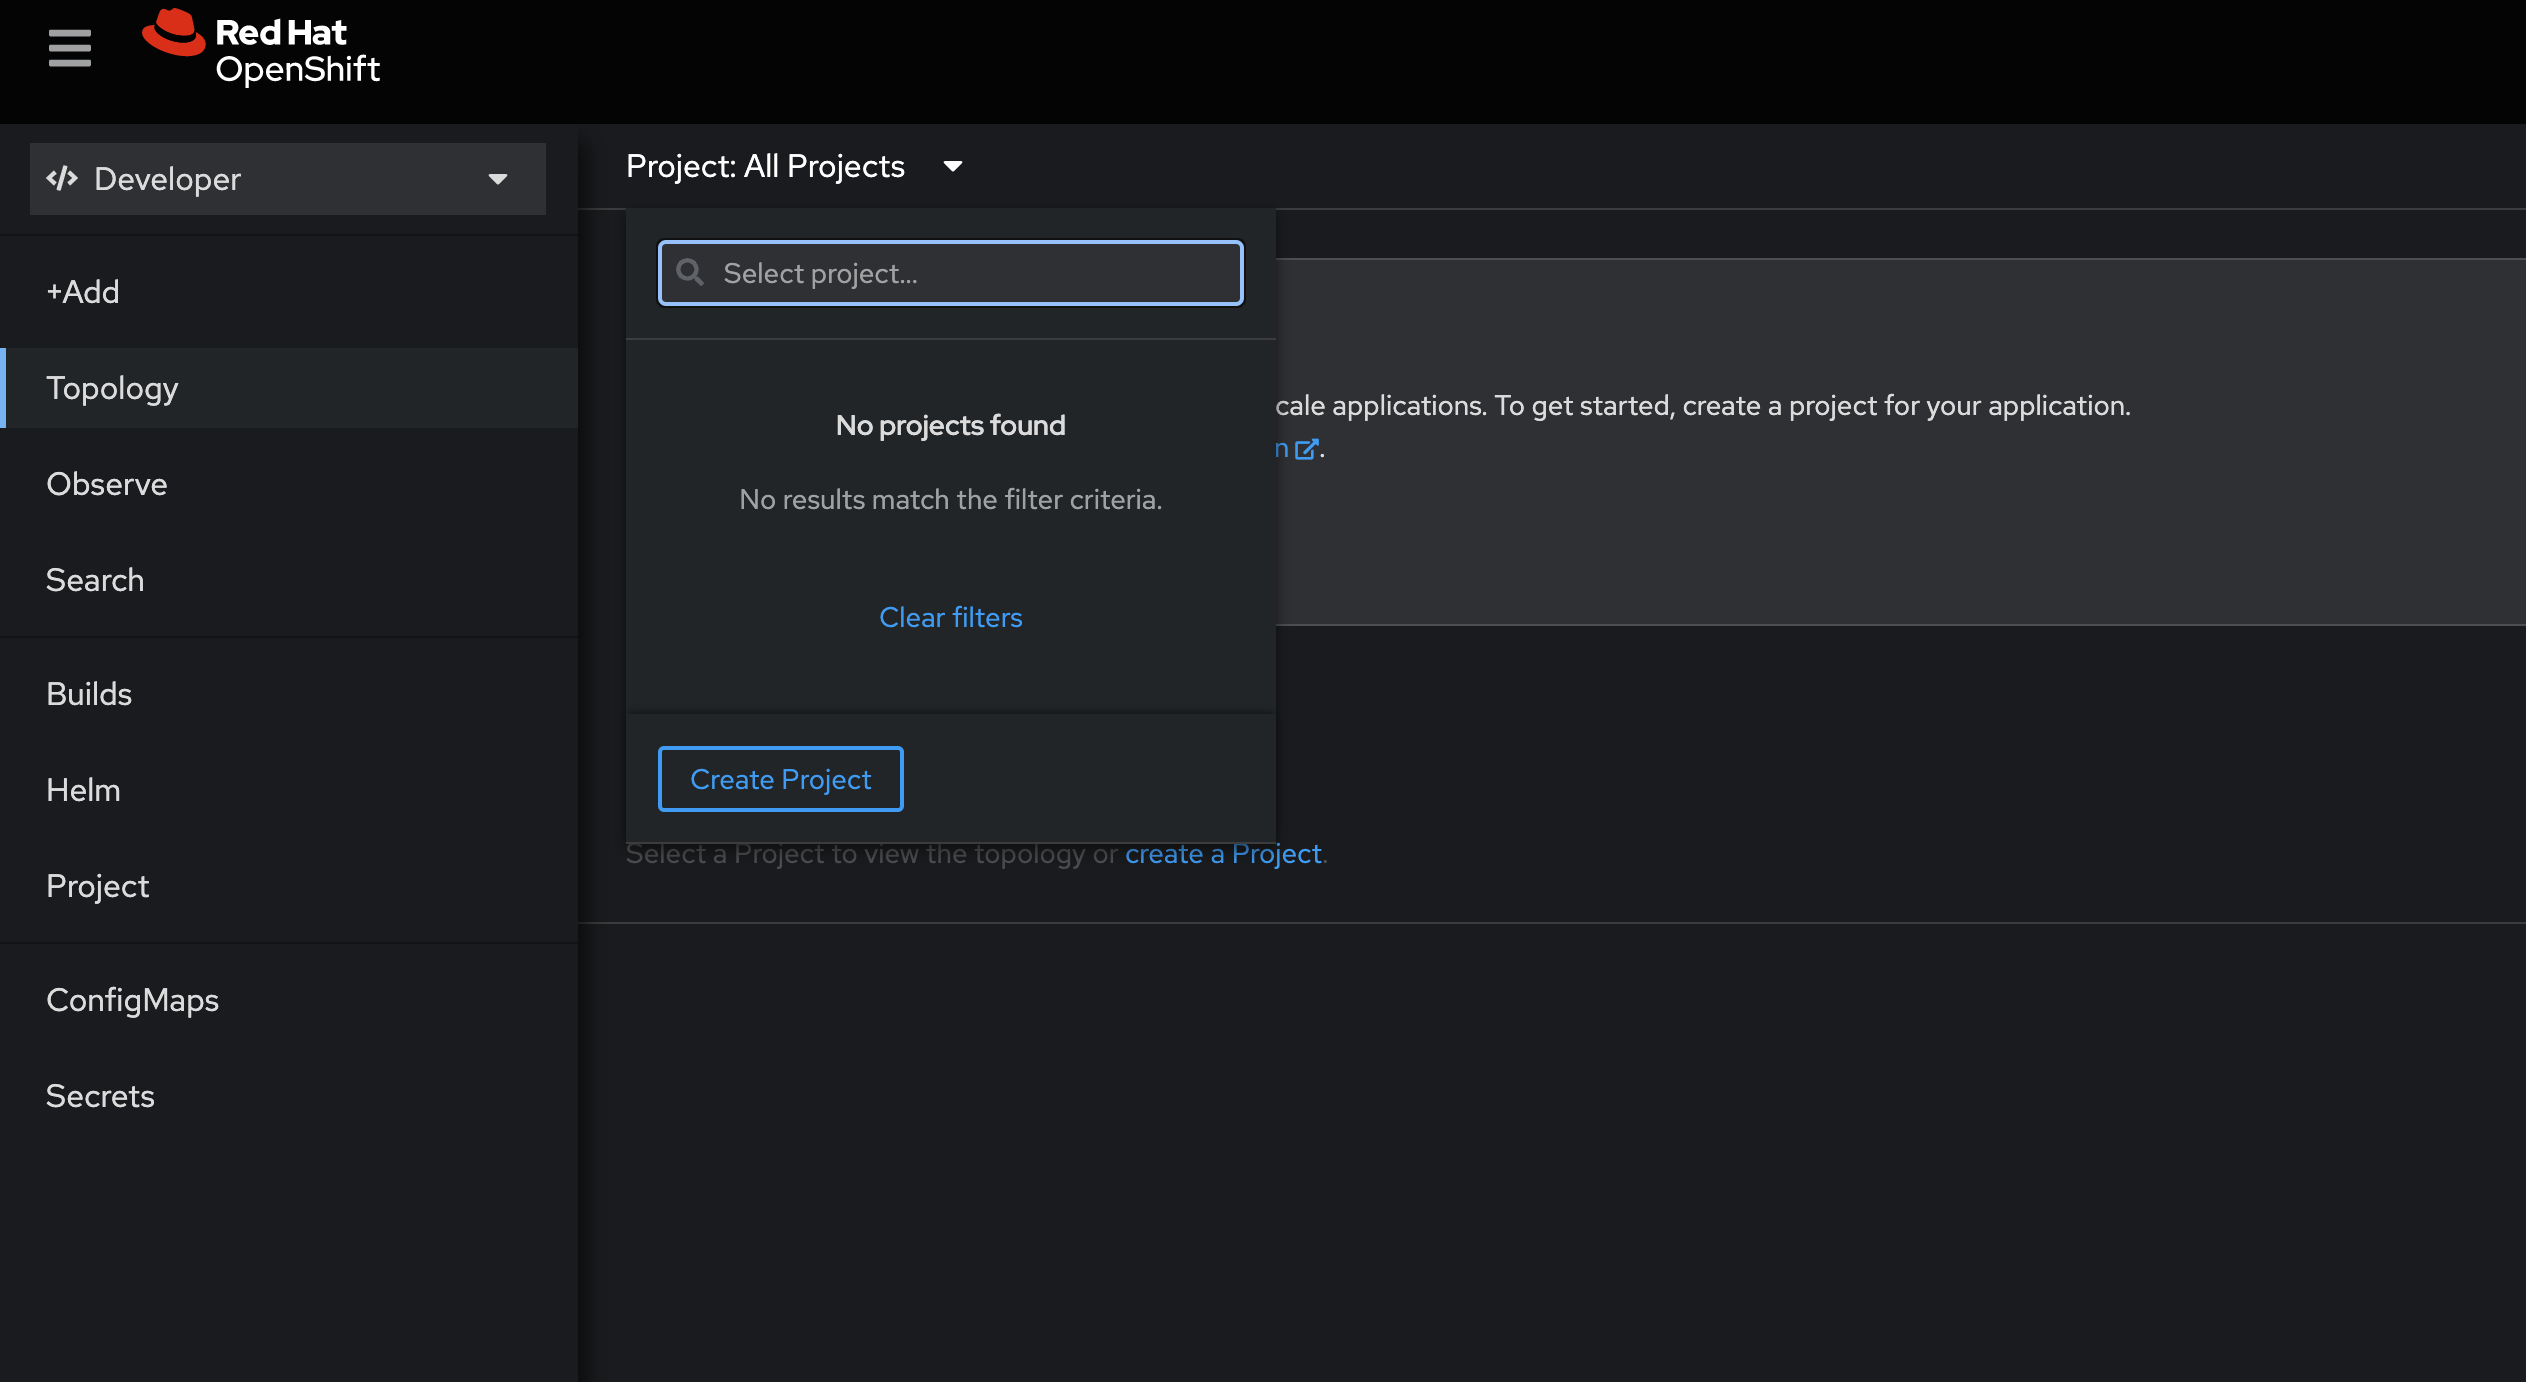 Red Hat
OpenShift
Developer
Project: All Projects
+Add
Topology
Observe
Search
Builds
Helm
Project
ConfigMaps
Secrets
Select project...
No projects found
No results match the filter criteria.
Clear filters
Create Project
cale applications. To get started, create a project for your application.
n .
Select a Project to view the topology or create a Project.